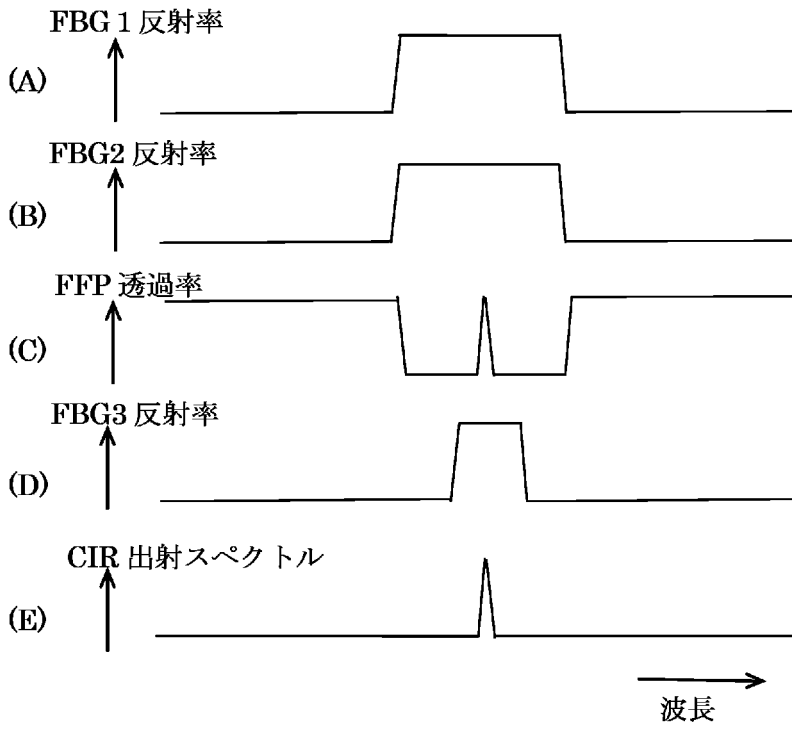 FBG 1 反射率
(A)
FBG2 反射率
(B)
FFP 透過率
(C)
FBG3 反射率
(D)
CIR 出射スペクトル
(E)
波長